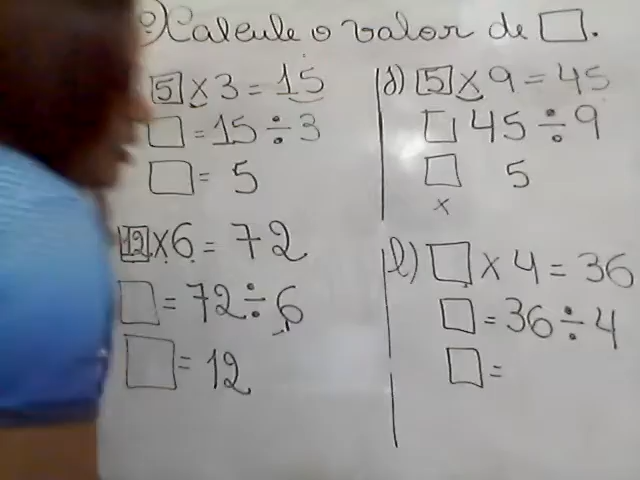 Calcule o valor de □.
5 × 3 = 15
□ = 15 ÷ 3
□ = 5
12 × 6 = 72
□ = 72 ÷ 6
□ = 12
d) 5 × 9 = 45
□ 45 ÷ 9
□ 5
×
l) □ × 4 = 36
□ = 36 ÷ 4
□ =